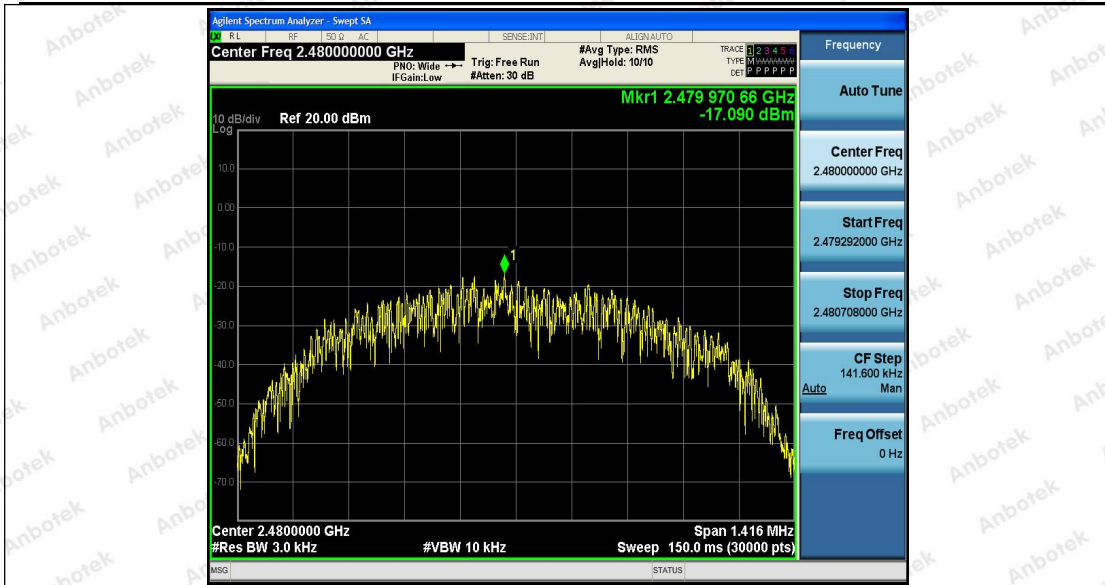 Agilent Spectrum Analyzer - Swept SA
RL RF 50 Ω AC SENSE:INT ALIGNAUTO
Center Freq 2.480000000 GHz
PNO: Wide
IFGain:Low
Trig: Free Run
#Atten: 30 dB
#Avg Type: RMS
Avg|Hold: 10/10
TRACE 1 2 3 4 5 6
TYPE M
DET P P P P P P
Mkr1 2.479 970 66 GHz
-17.090 dBm
10 dB/div Ref 20.00 dBm
Log
10.0
0.00
-10.0
1
-20.0
-30.0
-40.0
-50.0
-60.0
-70.0
Center 2.4800000 GHz
Span 1.416 MHz
#Res BW 3.0 kHz
#VBW 10 kHz
Sweep 150.0 ms (30000 pts)
MSG
STATUS
Frequency
Auto Tune
Center Freq
2.480000000 GHz
Start Freq
2.479292000 GHz
Stop Freq
2.480708000 GHz
CF Step
141.600 kHz
Auto Man
Freq Offset
0 Hz
Anbotek